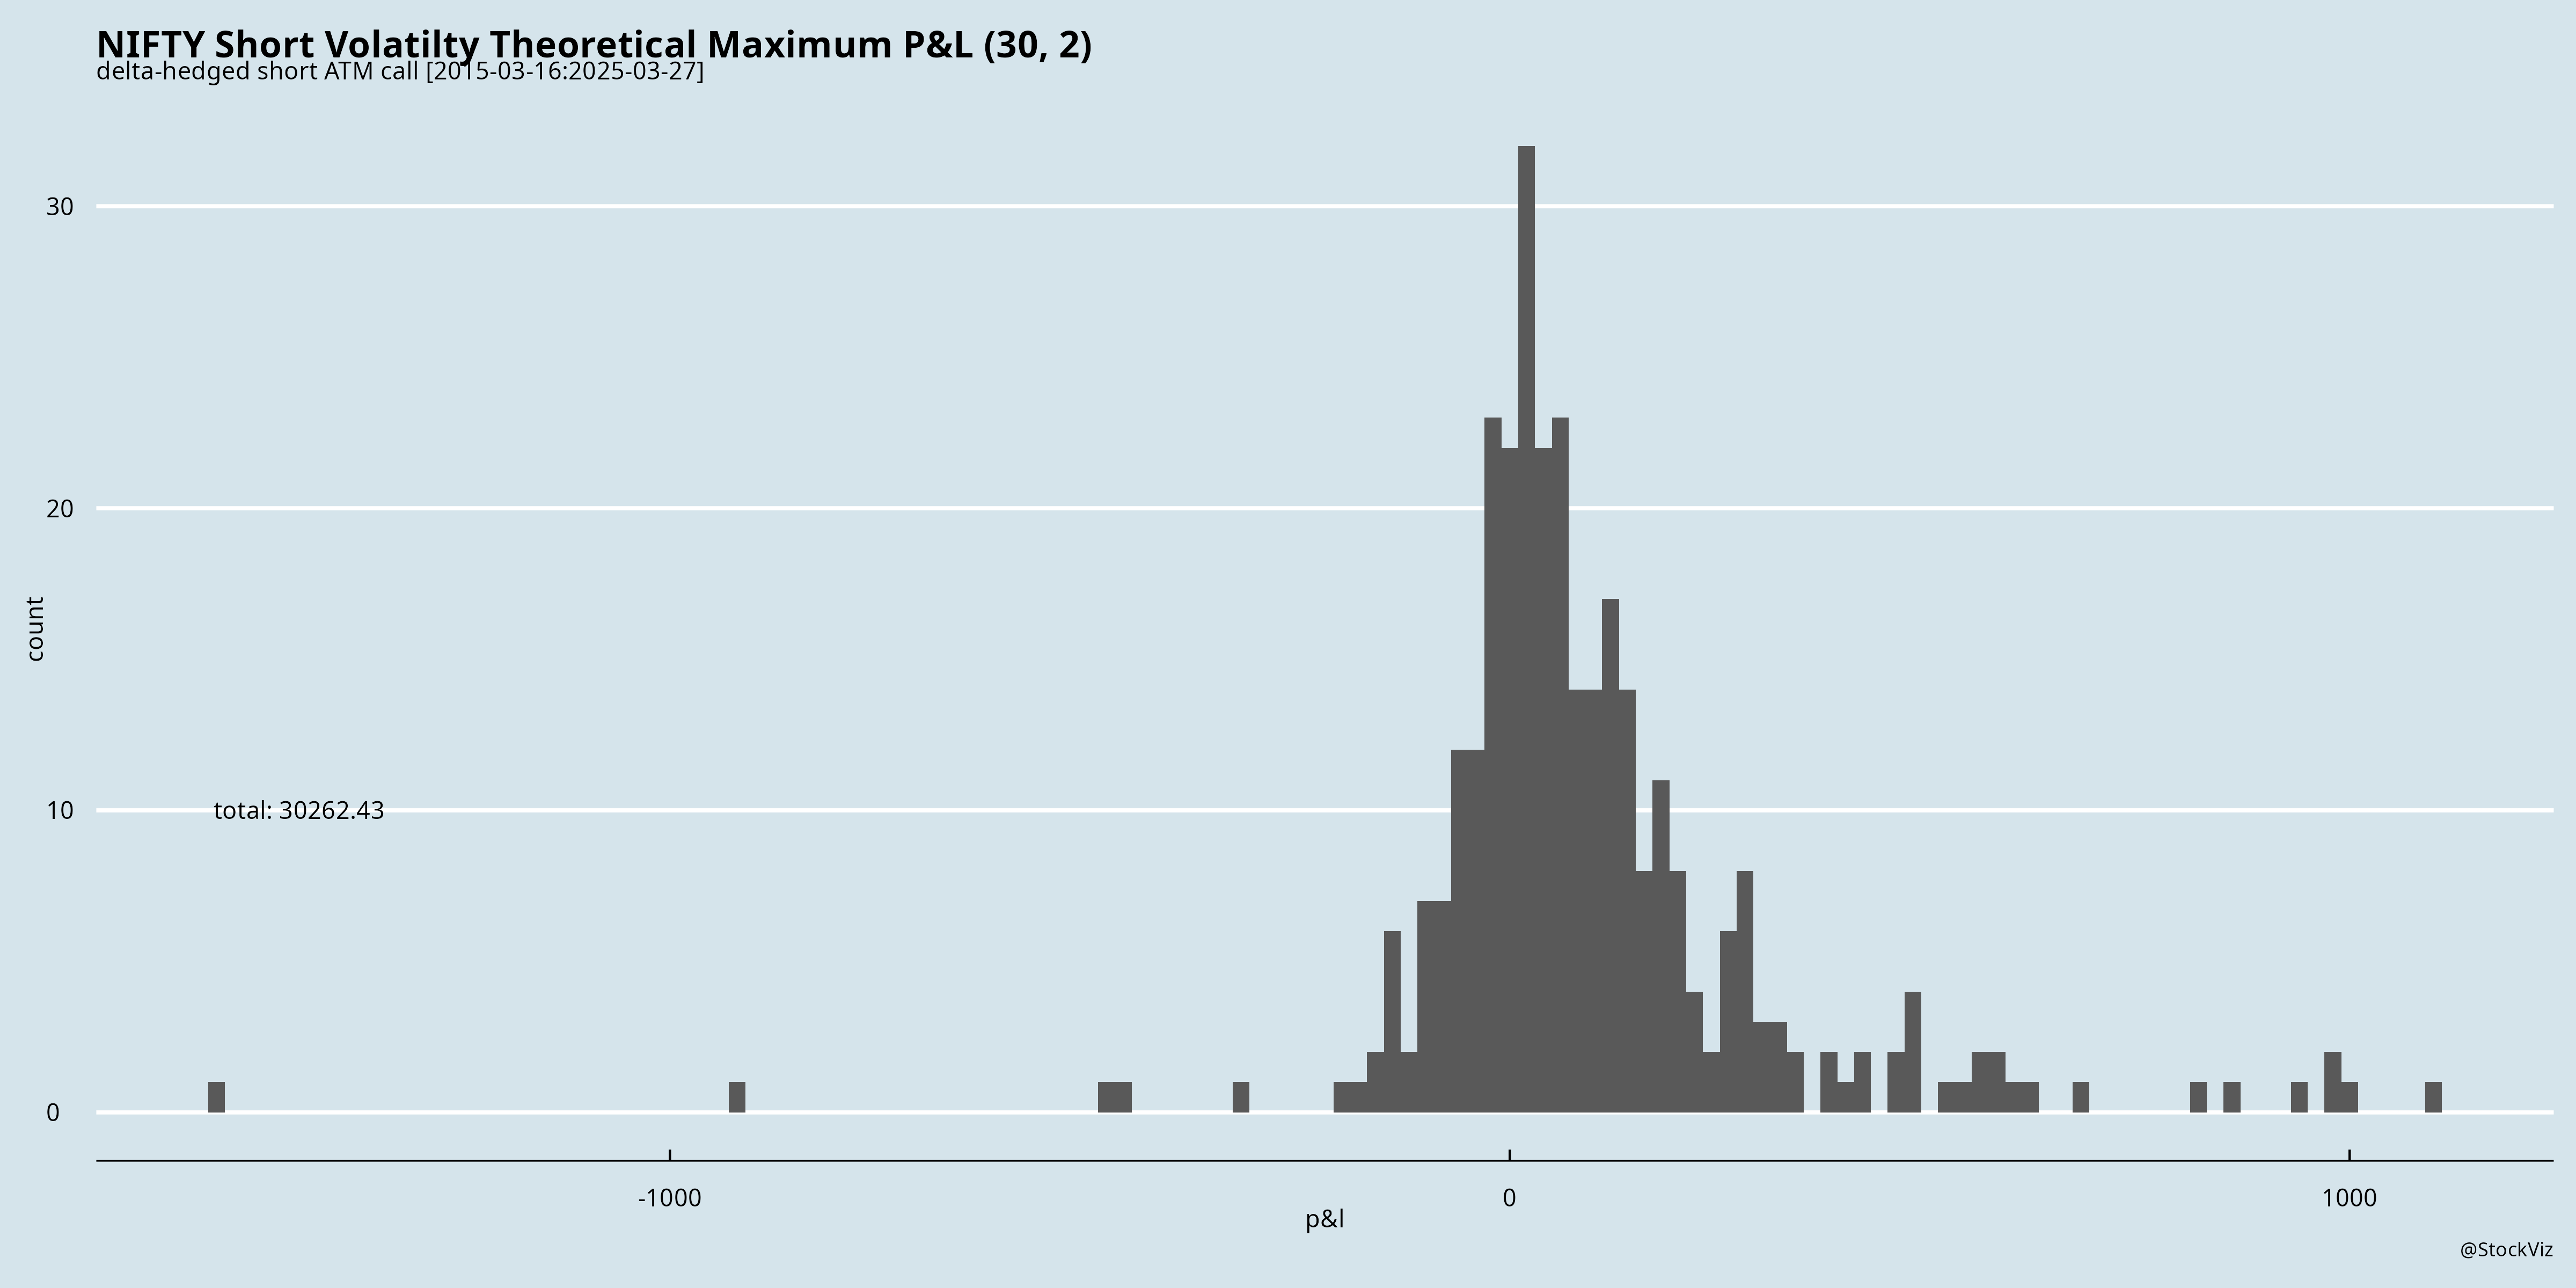 NIFTY Short Volatilty Theoretical Maximum P&L (30, 2)
delta-hedged short ATM call [2015-03-16:2025-03-27]
30
20
count
10
total: 30262.43
0
-1000
0
1000
p&l
@StockViz